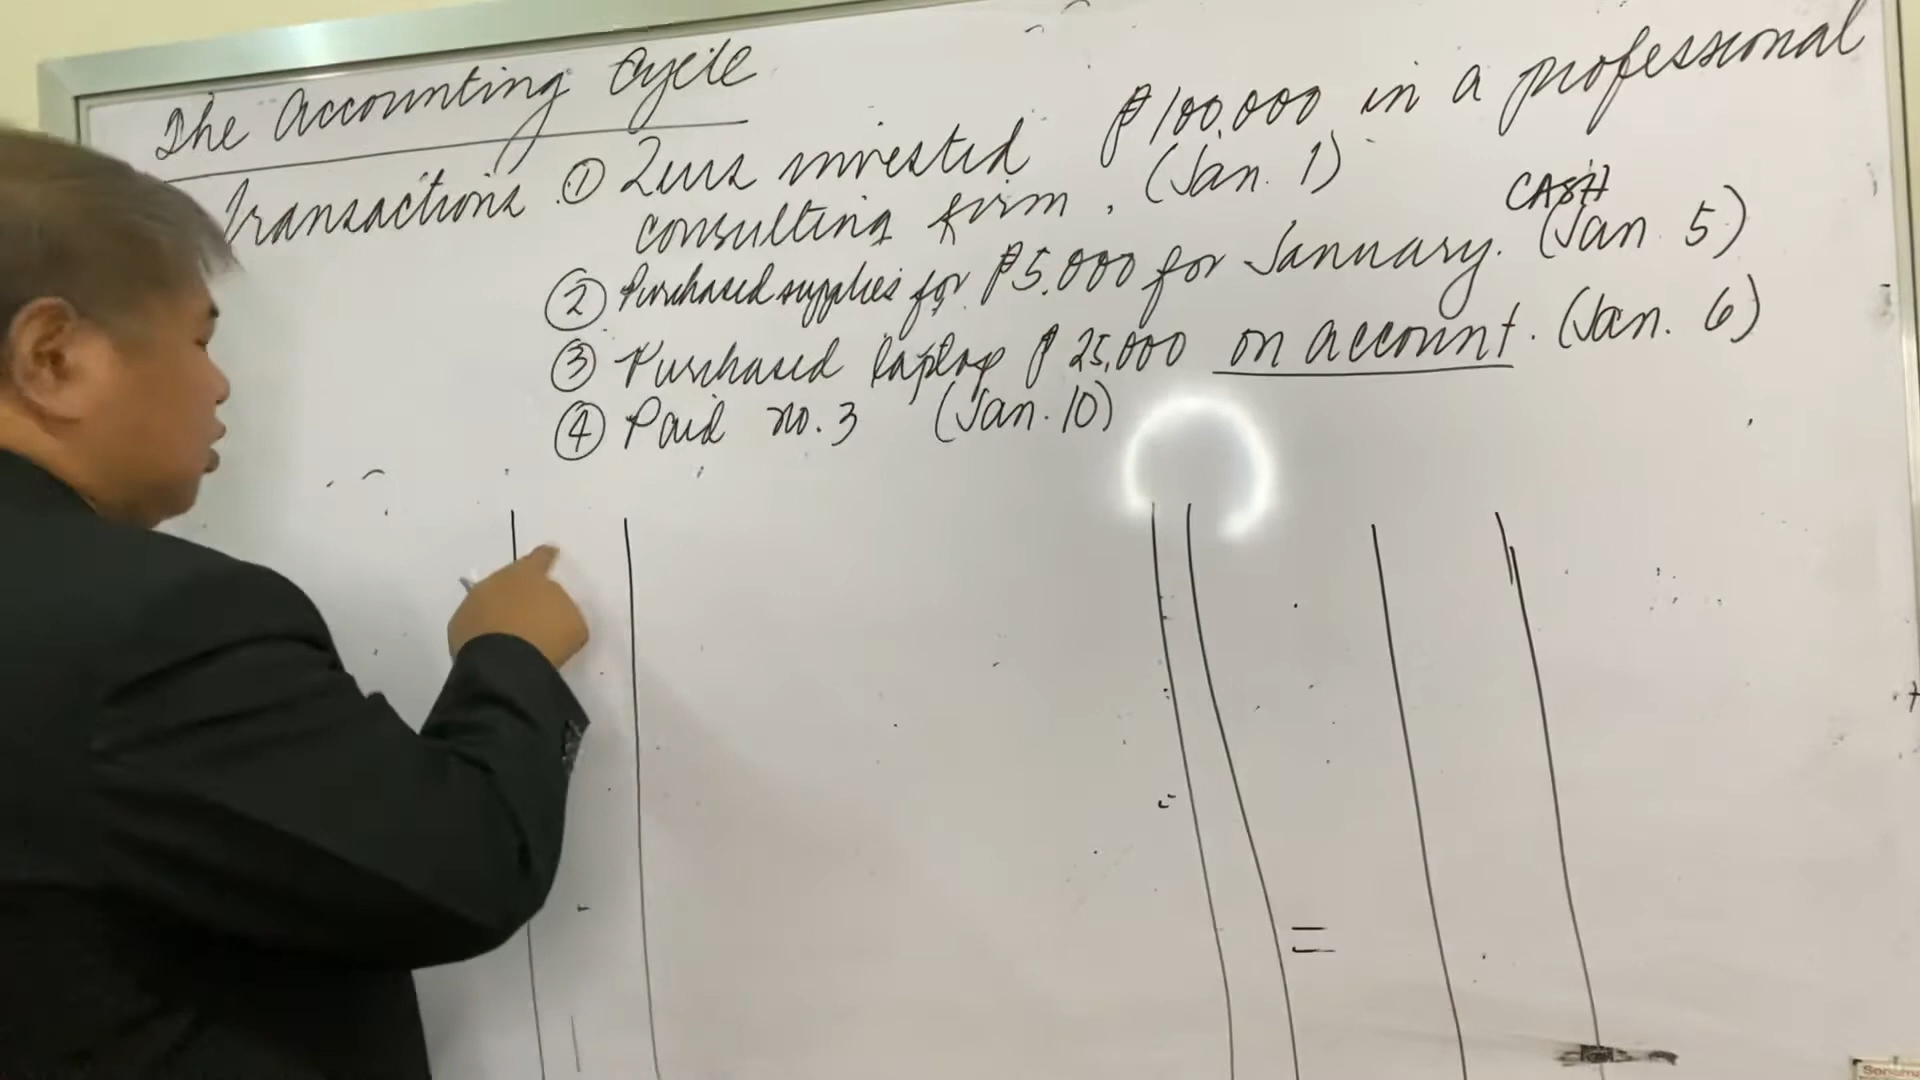 The Accounting Cycle
Transactions ① Zeus invested ₱100,000 in a professional
consulting firm. (Jan. 1)
CASH
② Purchased supplies for ₱5,000 for January. (Jan 5)
③ Purchased laptop ₱25,000 on account. (Jan. 6)
④ Paid no. 3 (Jan. 10)
=